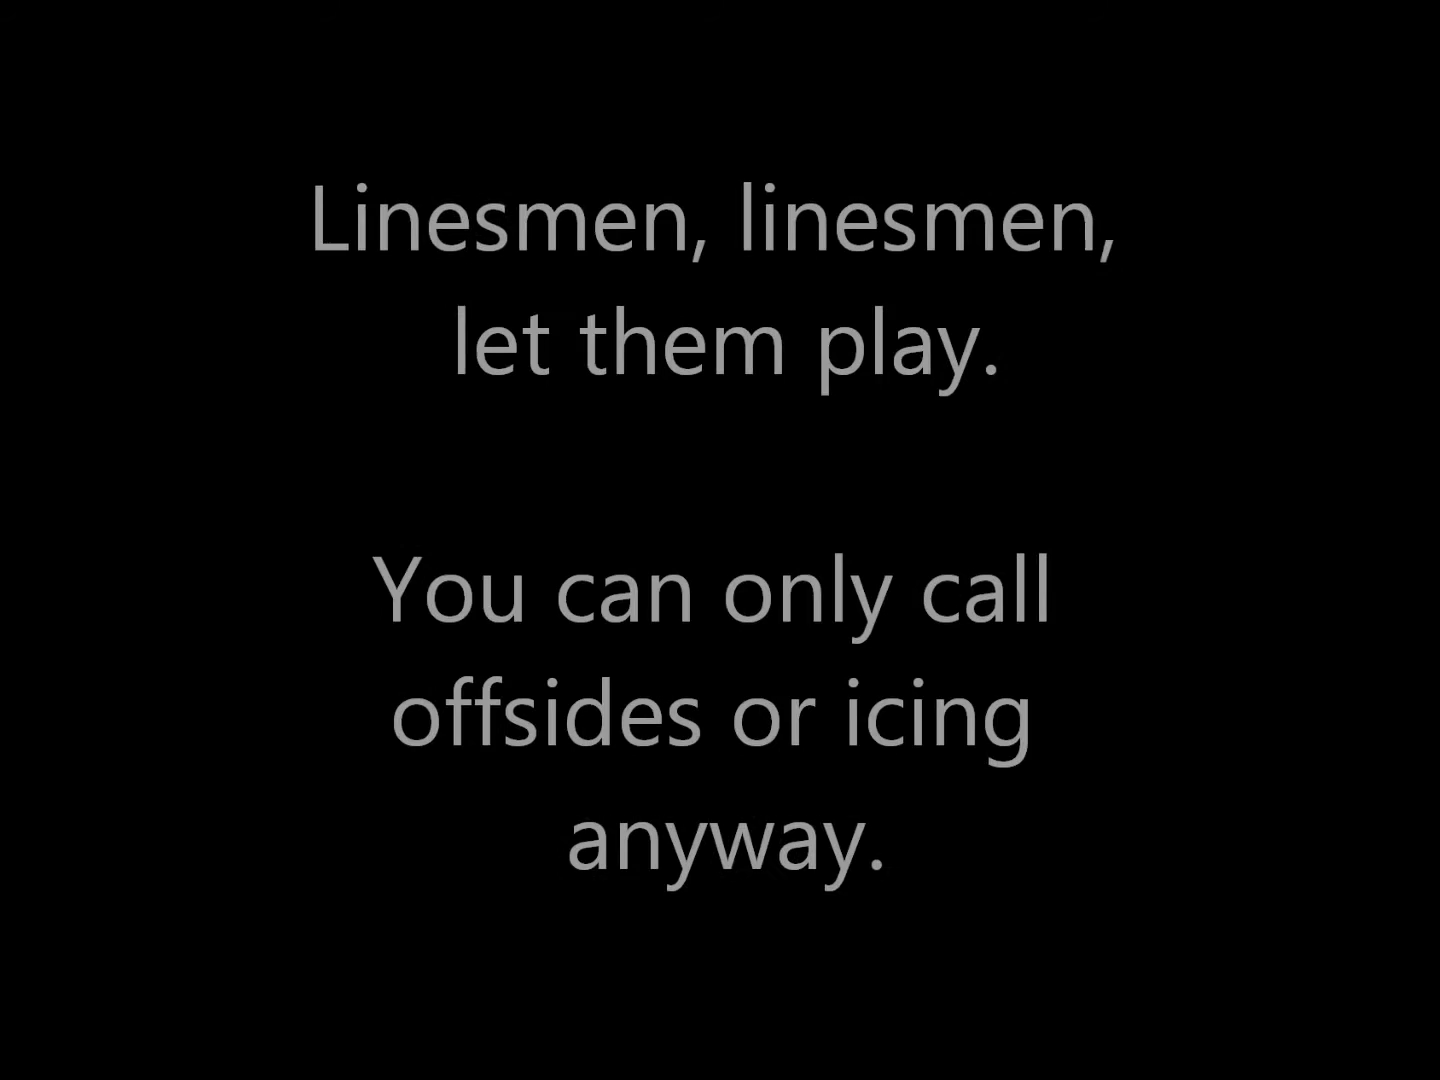 Linesmen, linesmen,
let them play.
You can only call
offsides or icing
anyway.